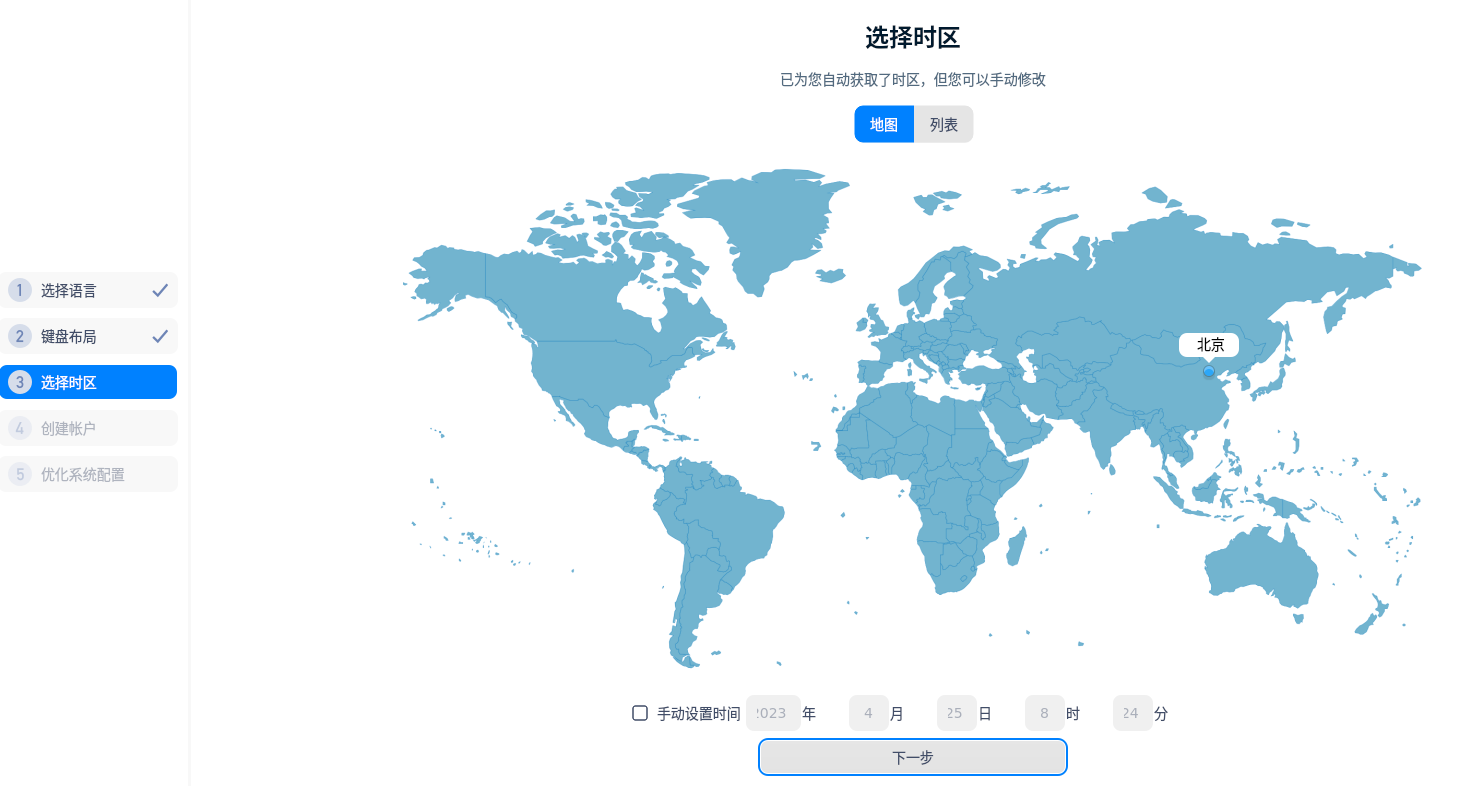 选择时区
已为您自动获取了时区，但您可以手动修改
地图 列表
1 选择语言
2 键盘布局
3 选择时区
4 创建帐户
5 优化系统配置
北京
手动设置时间 2023 年 4 月 25 日 8 时 24 分
下一步